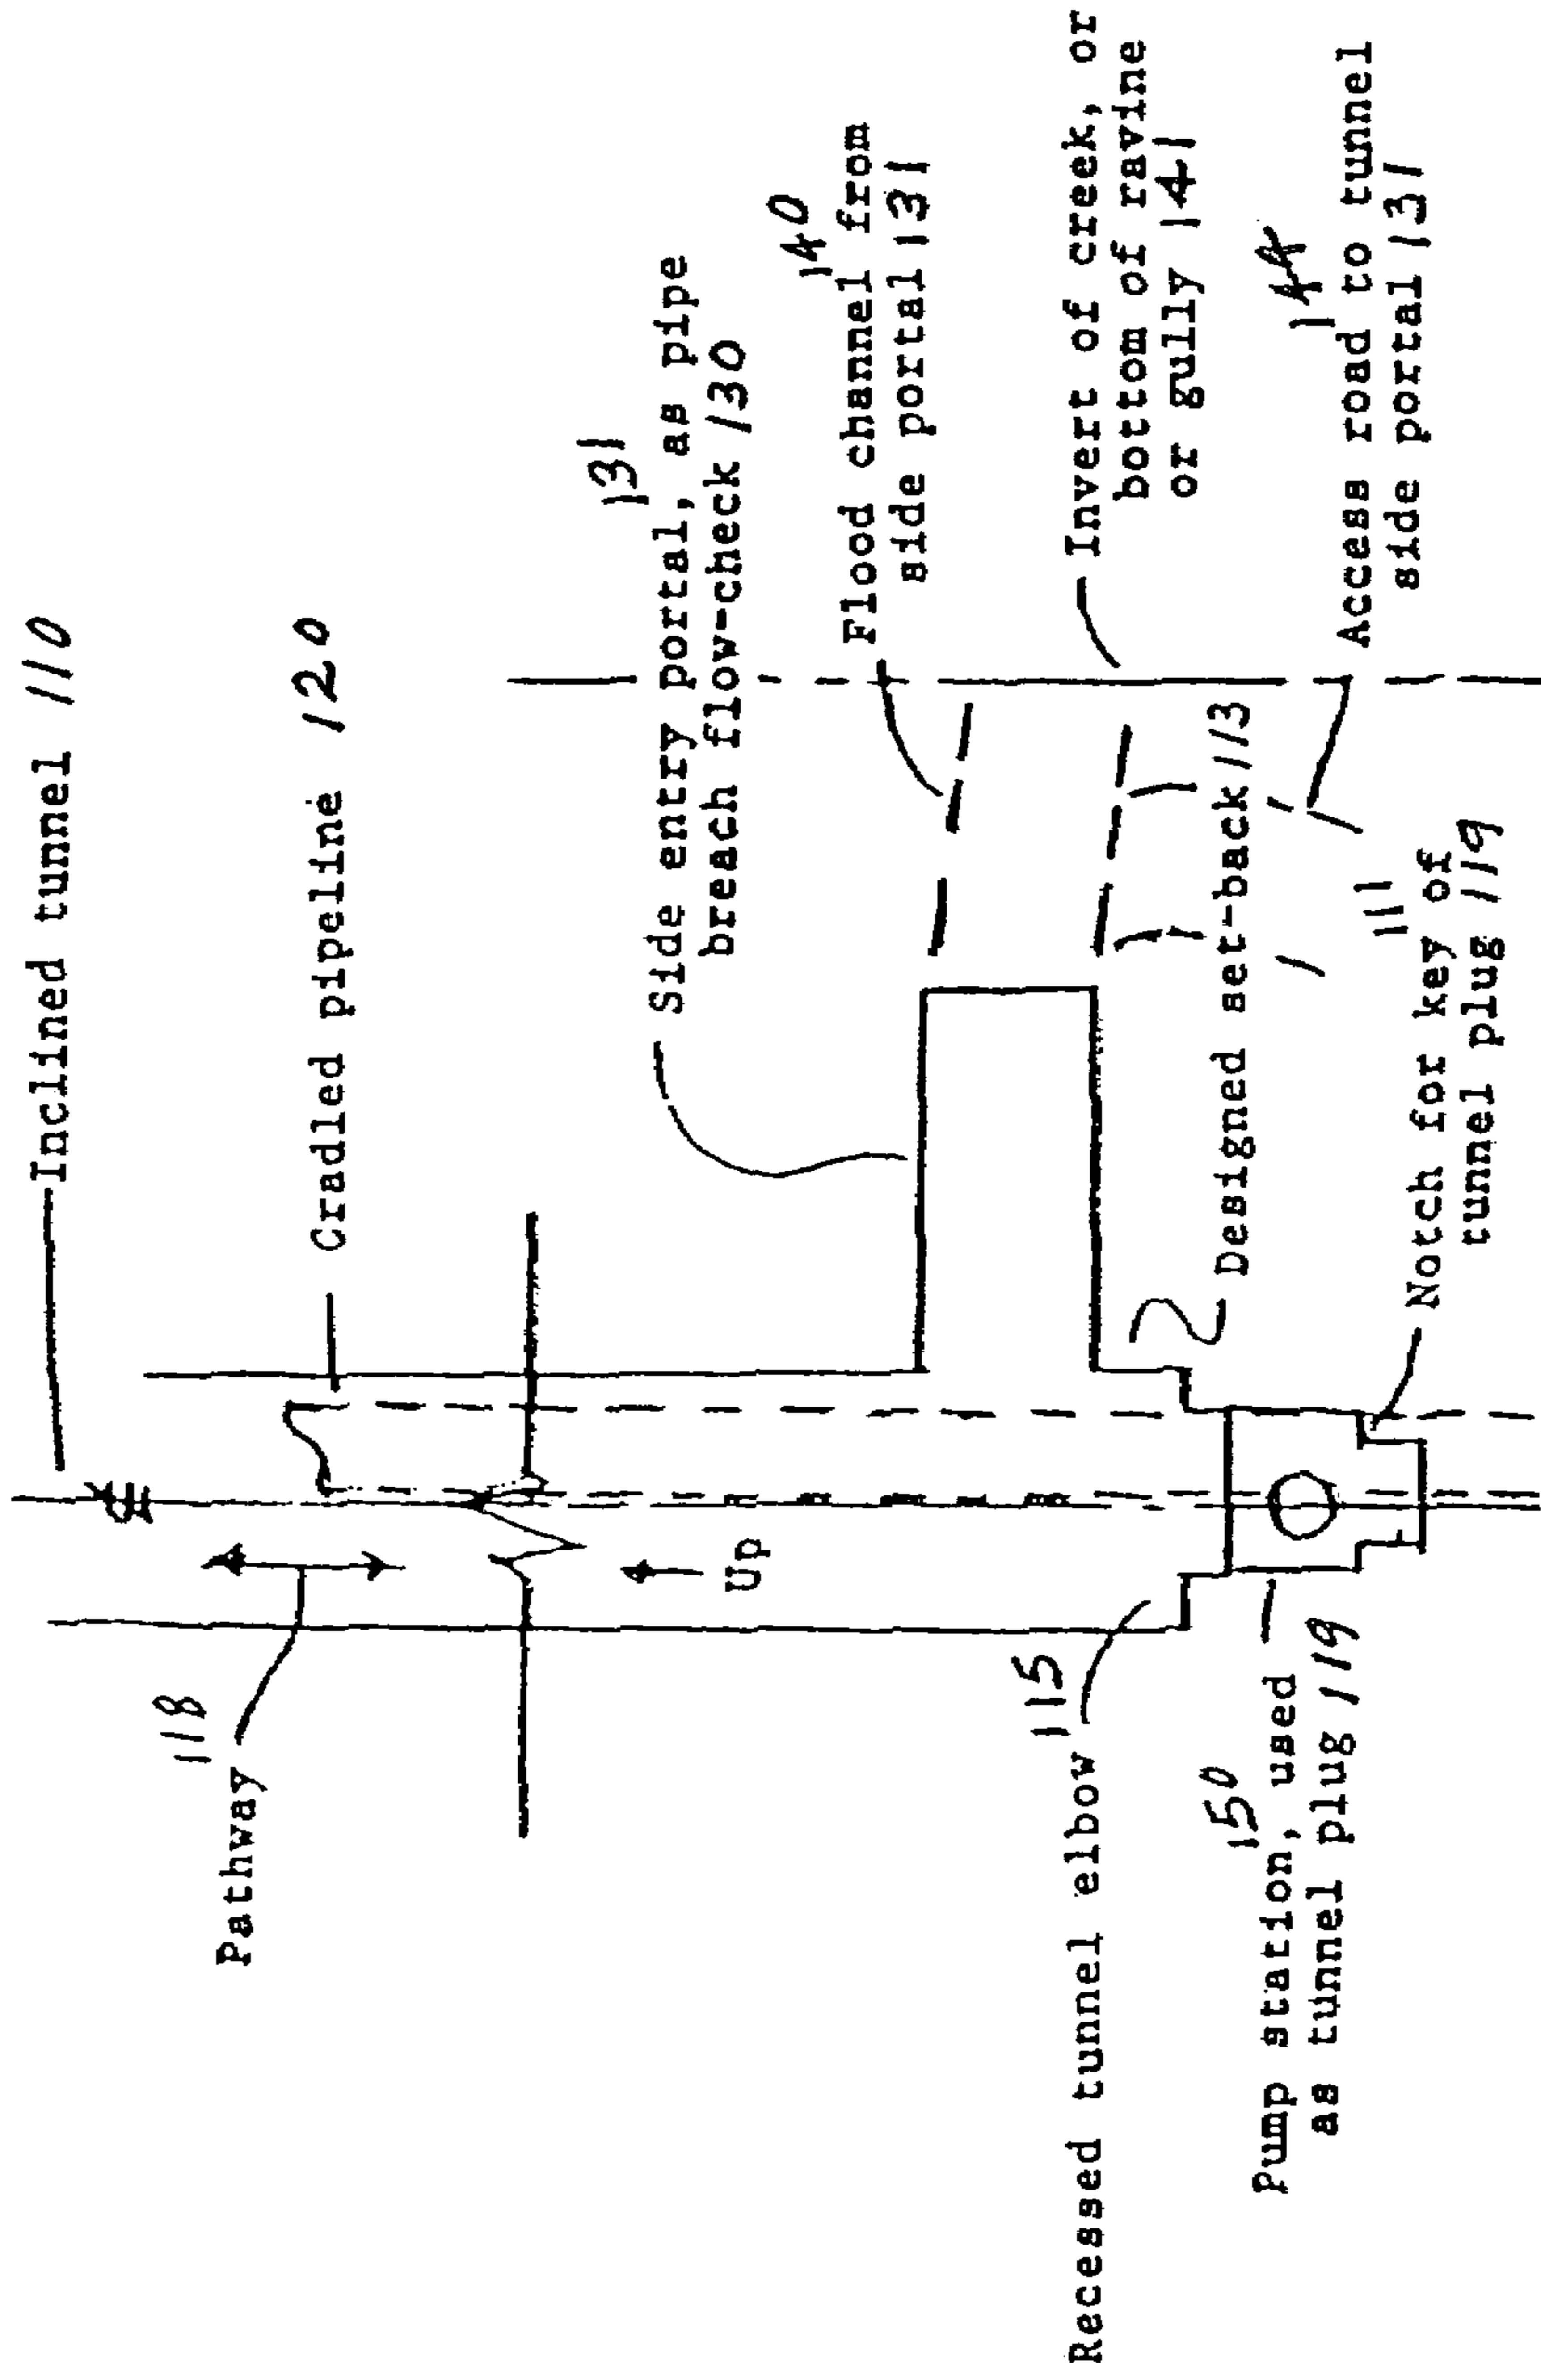 Inclined tunnel 110
Cradled pipeline 120
118
Pathway
Up
131
Side entry portal, as pipe
breach flow-check 130
140
Flood channel from
side portal 131
Invert of creek, or
bottom of ravine
or gully 141
144
Access road to tunnel
side portal 131
Designed set-back 113
111
Notch for key of
tunnel plug 119
Recessed tunnel elbow 115
150
Pump station, used
as tunnel plug 119